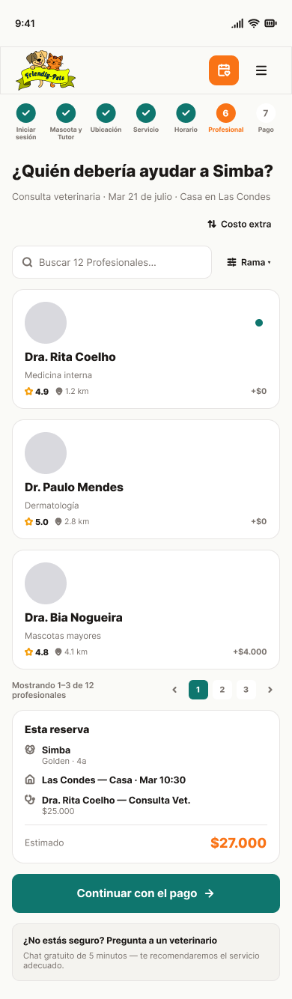 9:41
Friendly-Pets
6
7
Iniciar sesión
Mascota y Tutor
Ubicación
Servicio
Horario
Profesional
Pago
¿Quién debería ayudar a Simba?
Consulta veterinaria · Mar 21 de julio · Casa en Las Condes
Costo extra
Buscar 12 Profesionales...
Rama
Dra. Rita Coelho
Medicina interna
4.9 1.2 km +$0
Dr. Paulo Mendes
Dermatología
5.0 2.8 km +$0
Dra. Bia Nogueira
Mascotas mayores
4.8 4.1 km +$4.000
Mostrando 1–3 de 12
profesionales
1 2 3
Esta reserva
Simba
Golden · 4a
Las Condes — Casa · Mar 10:30
Dra. Rita Coelho — Consulta Vet.
$25.000
Estimado $27.000
Continuar con el pago →
¿No estás seguro? Pregunta a un veterinario
Chat gratuito de 5 minutos — te recomendaremos el servicio
adecuado.